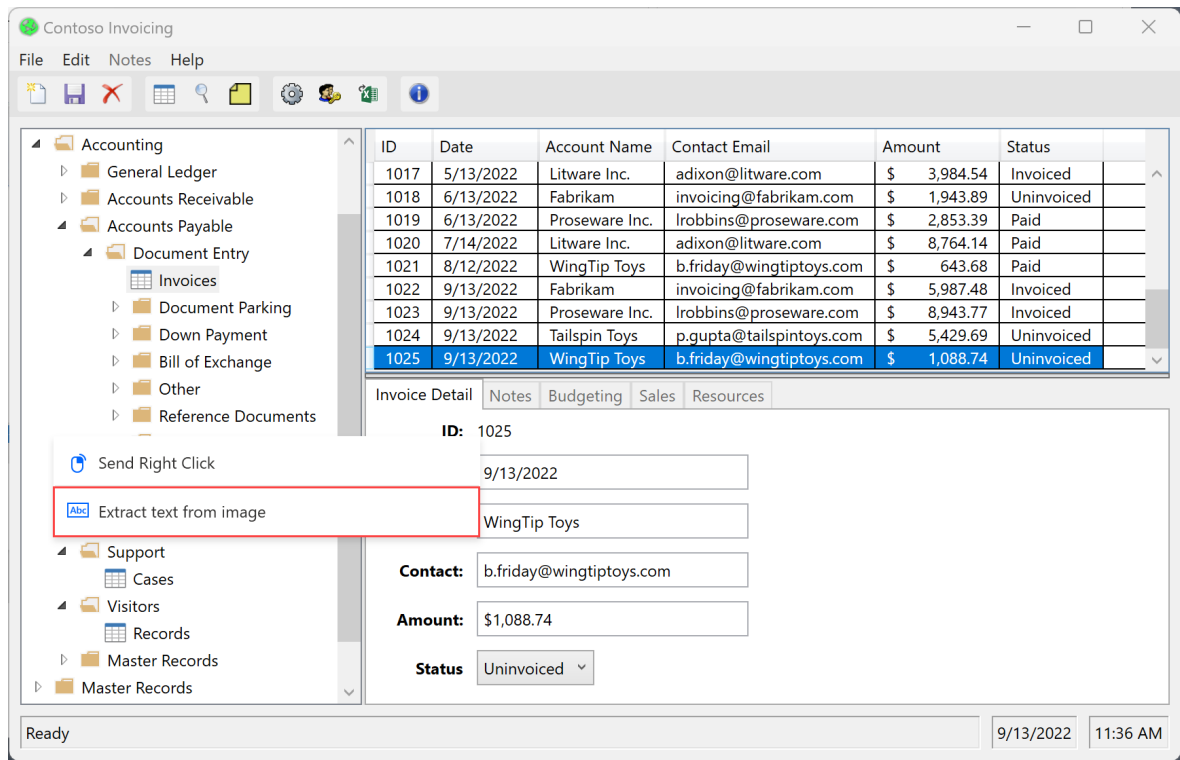 Contoso Invoicing
File Edit Notes Help
Accounting
General Ledger
Accounts Receivable
Accounts Payable
Document Entry
Invoices
Document Parking
Down Payment
Bill of Exchange
Other
Reference Documents
Send Right Click
Abc Extract text from image
Support
Cases
Visitors
Records
Master Records
Master Records
ID Date Account Name Contact Email Amount Status
1017 5/13/2022 Litware Inc. adixon@litware.com $ 3,984.54 Invoiced
1018 6/13/2022 Fabrikam invoicing@fabrikam.com $ 1,943.89 Uninvoiced
1019 6/13/2022 Proseware Inc. lrobbins@proseware.com $ 2,853.39 Paid
1020 7/14/2022 Litware Inc. adixon@litware.com $ 8,764.14 Paid
1021 8/12/2022 WingTip Toys b.friday@wingtiptoys.com $ 643.68 Paid
1022 9/13/2022 Fabrikam invoicing@fabrikam.com $ 5,987.48 Invoiced
1023 9/13/2022 Proseware Inc. lrobbins@proseware.com $ 8,943.77 Invoiced
1024 9/13/2022 Tailspin Toys p.gupta@tailspintoys.com $ 5,429.69 Uninvoiced
1025 9/13/2022 WingTip Toys b.friday@wingtiptoys.com $ 1,088.74 Uninvoiced
Invoice Detail Notes Budgeting Sales Resources
ID: 1025
9/13/2022
WingTip Toys
Contact: b.friday@wingtiptoys.com
Amount: $1,088.74
Status Uninvoiced
Ready 9/13/2022 11:36 AM